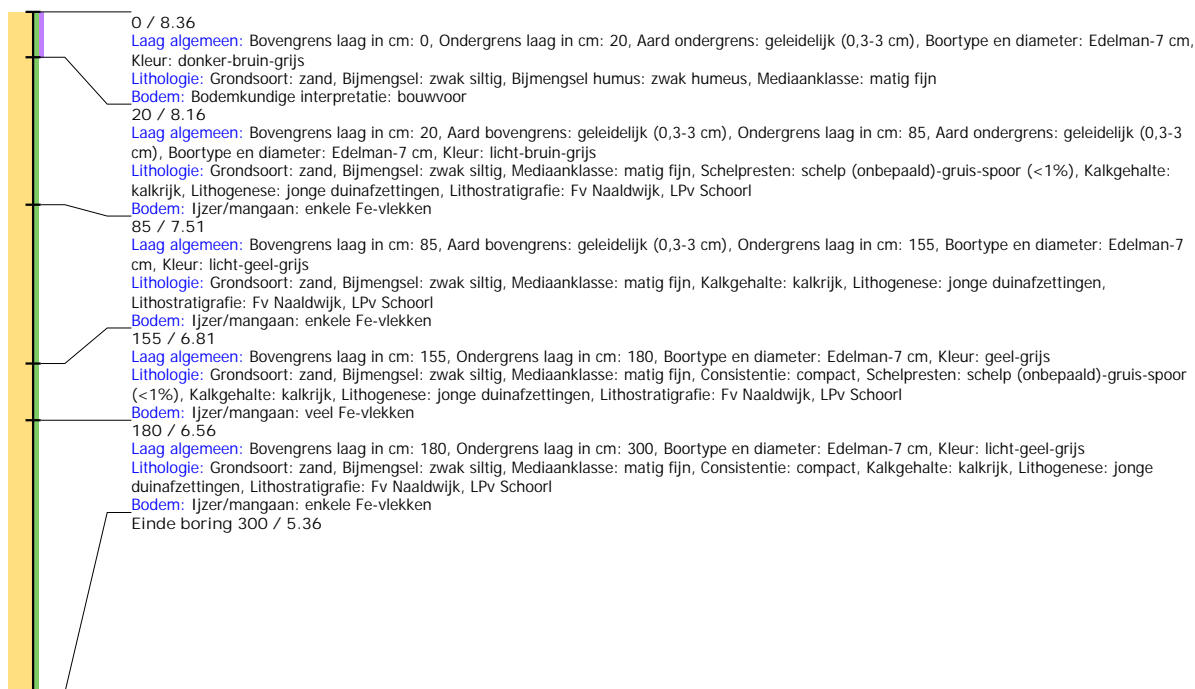 0 / 8.36
Laag algemeen: Bovengrens laag in cm: 0, Ondergrens laag in cm: 20, Aard ondergrens: geleidelijk (0,3-3 cm), Boortype en diameter: Edelman-7 cm,
Kleur: donker-bruin-grijs
Lithologie: Grondsoort: zand, Bijmengsel: zwak siltig, Bijmengsel humus: zwak humeus, Mediaanklasse: matig fijn
Bodem: Bodemkundige interpretatie: bouwvoor
20 / 8.16
Laag algemeen: Bovengrens laag in cm: 20, Aard bovengrens: geleidelijk (0,3-3 cm), Ondergrens laag in cm: 85, Aard ondergrens: geleidelijk (0,3-3
cm), Boortype en diameter: Edelman-7 cm, Kleur: licht-bruin-grijs
Lithologie: Grondsoort: zand, Bijmengsel: zwak siltig, Mediaanklasse: matig fijn, Schelpresten: schelp (onbepaald)-gruis-spoor (<1%), Kalkgehalte:
kalkrijk, Lithogenese: jonge duinafzettingen, Lithostratigrafie: Fv Naaldwijk, LPv Schoorl
Bodem: Ijzer/mangaan: enkele Fe-vlekken
85 / 7.51
Laag algemeen: Bovengrens laag in cm: 85, Aard bovengrens: geleidelijk (0,3-3 cm), Ondergrens laag in cm: 155, Boortype en diameter: Edelman-7
cm, Kleur: licht-geel-grijs
Lithologie: Grondsoort: zand, Bijmengsel: zwak siltig, Mediaanklasse: matig fijn, Kalkgehalte: kalkrijk, Lithogenese: jonge duinafzettingen,
Lithostratigrafie: Fv Naaldwijk, LPv Schoorl
Bodem: Ijzer/mangaan: enkele Fe-vlekken
155 / 6.81
Laag algemeen: Bovengrens laag in cm: 155, Ondergrens laag in cm: 180, Boortype en diameter: Edelman-7 cm, Kleur: geel-grijs
Lithologie: Grondsoort: zand, Bijmengsel: zwak siltig, Mediaanklasse: matig fijn, Consistentie: compact, Schelpresten: schelp (onbepaald)-gruis-spoor
(<1%), Kalkgehalte: kalkrijk, Lithogenese: jonge duinafzettingen, Lithostratigrafie: Fv Naaldwijk, LPv Schoorl
Bodem: Ijzer/mangaan: veel Fe-vlekken
180 / 6.56
Laag algemeen: Bovengrens laag in cm: 180, Ondergrens laag in cm: 300, Boortype en diameter: Edelman-7 cm, Kleur: licht-geel-grijs
Lithologie: Grondsoort: zand, Bijmengsel: zwak siltig, Mediaanklasse: matig fijn, Consistentie: compact, Kalkgehalte: kalkrijk, Lithogenese: jonge
duinafzettingen, Lithostratigrafie: Fv Naaldwijk, LPv Schoorl
Bodem: Ijzer/mangaan: enkele Fe-vlekken
Einde boring 300 / 5.36